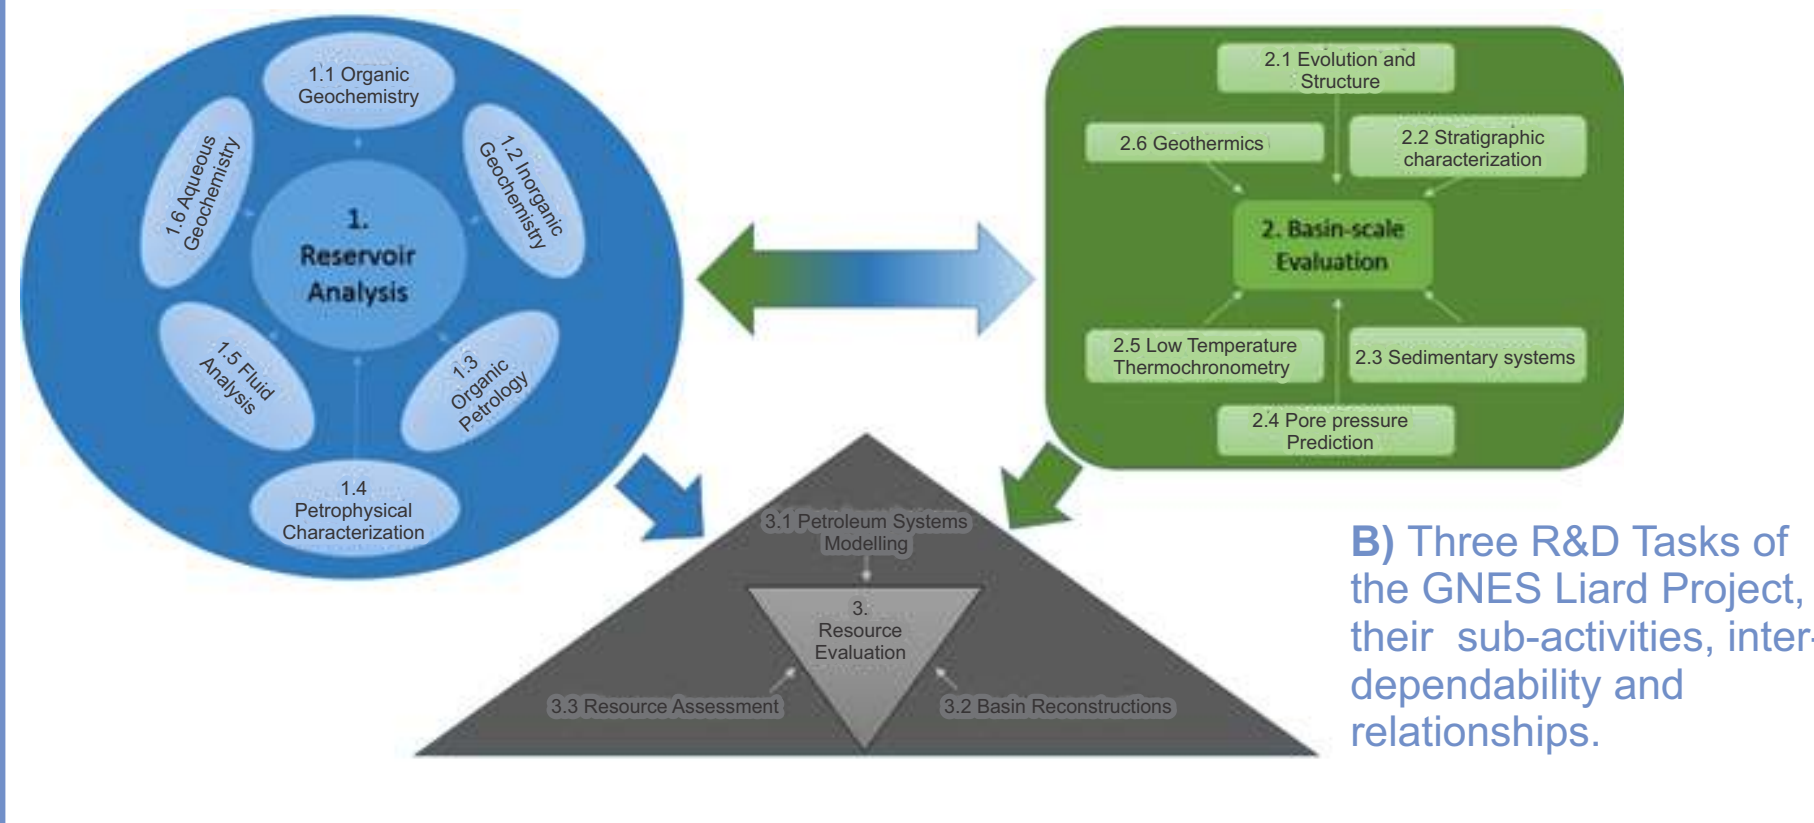 1.1 Organic
Geochemistry
1.2 Inorganic
Geochemistry
1.3
Organic
Petrology
1.4
Petrophysical
Characterization
1.5 Fluid
Analysis
1.6 Aqueous
Geochemistry
1.
Reservoir
Analysis
2.1 Evolution and
Structure
2.2 Stratigraphic
characterization
2.3 Sedimentary systems
2.4 Pore pressure
Prediction
2.5 Low Temperature
Thermochronometry
2.6 Geothermics
2. Basin-scale
Evaluation
3.1 Petroleum Systems
Modelling
3.
Resource
Evaluation
3.3 Resource Assessment
3.2 Basin Reconstructions
B) Three R&D Tasks of
the GNES Liard Project,
their sub-activities, inter-
dependability and
relationships.